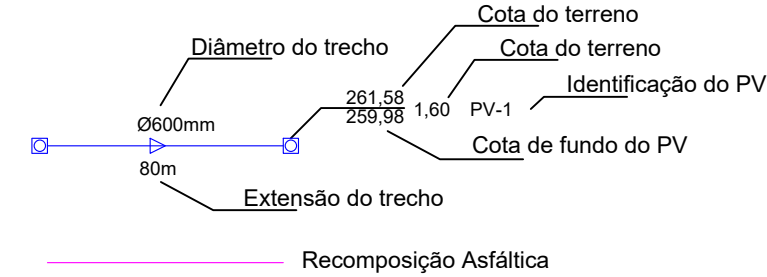 Cota do terreno
Diâmetro do trecho
Cota do terreno
Identificação do PV
261,58
259,98
1,60
PV-1
Ø600mm
Cota de fundo do PV
80m
Extensão do trecho
Recomposição Asfáltica